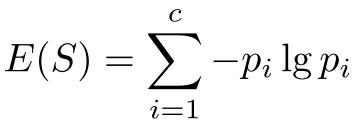 E(S) = \sum_{i=1}^{c} -p_i \lg p_i